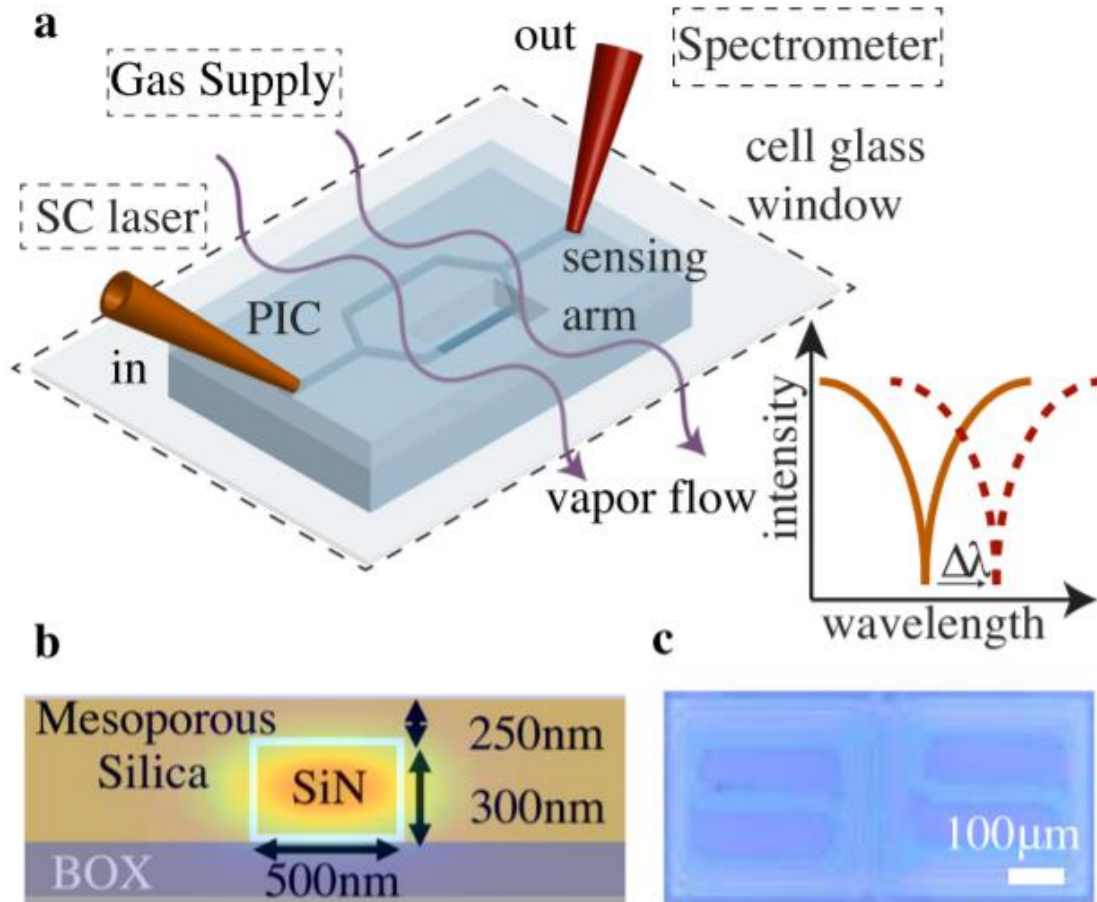 a
out
Spectrometer
Gas Supply
cell glass
window
SC laser
sensing
arm
PIC
in
vapor flow
intensity
Δλ
wavelength
b
c
Mesoporous
Silica
250nm
SiN
300nm
500nm
BOX
100μm